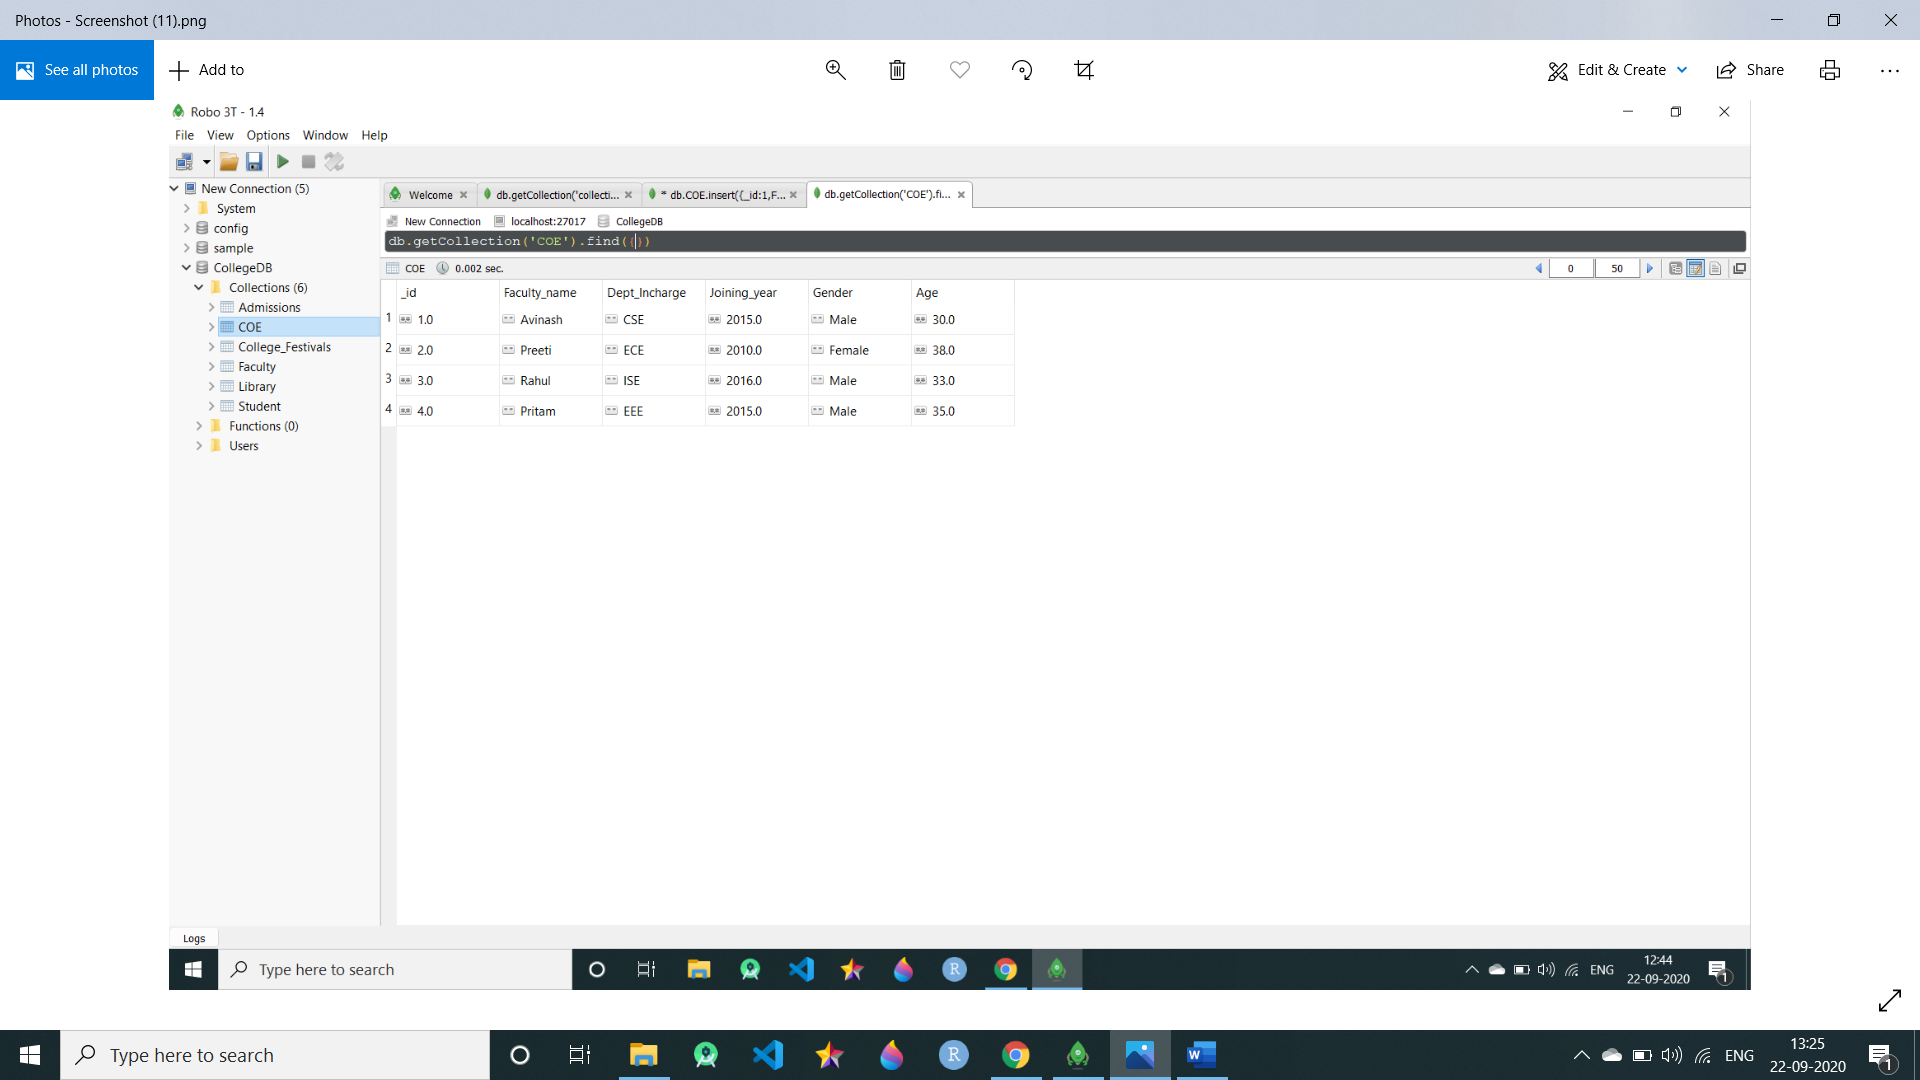 Photos - Screenshot (11).png
See all photos
Add to
Edit & Create
Share
Robo 3T - 1.4
File View Options Window Help
New Connection (5)
System
config
sample
CollegeDB
Collections (6)
Admissions
COE
College_Festivals
Faculty
Library
Student
Functions (0)
Users
Welcome
db.getCollection('collecti...
* db.COE.insert({_id:1,F...
db.getCollection('COE').fi...
New Connection localhost:27017 CollegeDB
db.getCollection('COE').find({})
COE 0.002 sec.
0 50
_id Faculty_name Dept_Incharge Joining_year Gender Age
1 1.0 Avinash CSE 2015.0 Male 30.0
2 2.0 Preeti ECE 2010.0 Female 38.0
3 3.0 Rahul ISE 2016.0 Male 33.0
4 4.0 Pritam EEE 2015.0 Male 35.0
Logs
Type here to search
R
ENG
12:44
22-09-2020
1
Type here to search
R
W
ENG
13:25
22-09-2020
1